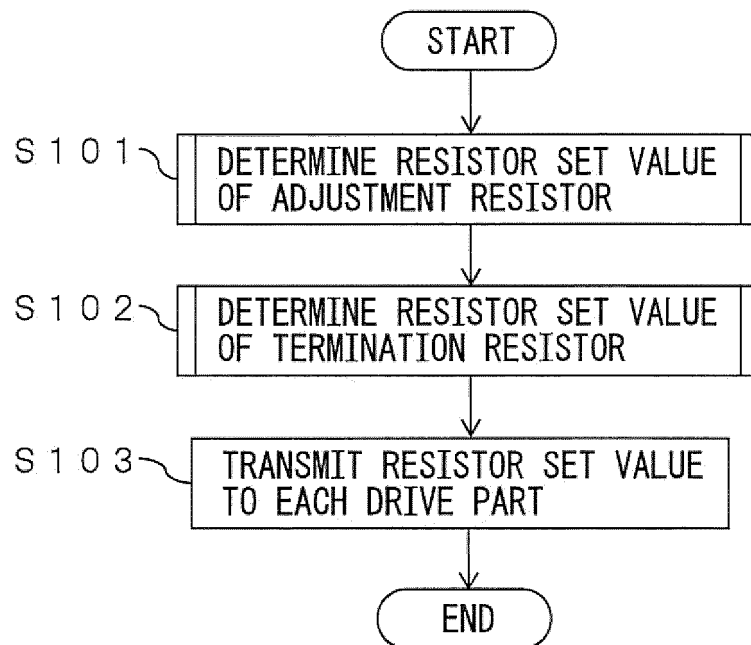 START
S101
DETERMINE RESISTOR SET VALUE
OF ADJUSTMENT RESISTOR
S102
DETERMINE RESISTOR SET VALUE
OF TERMINATION RESISTOR
S103
TRANSMIT RESISTOR SET VALUE
TO EACH DRIVE PART
END